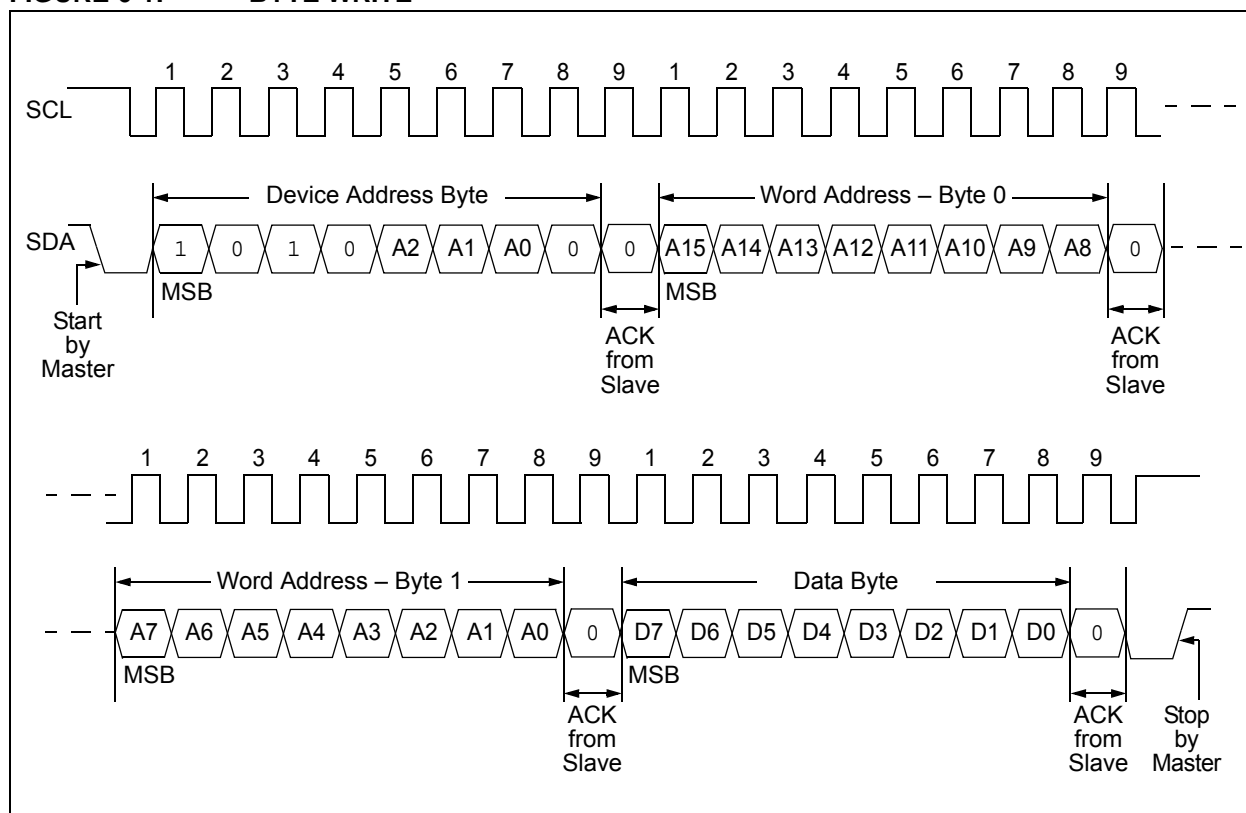 1 2 3 4 5 6 7 8 9 1 2 3 4 5 6 7 8 9
SCL
Device Address Byte Word Address – Byte 0
SDA 1 0 1 0 A2 A1 A0 0 0 A15 A14 A13 A12 A11 A10 A9 A8 0
MSB MSB
Start
by
Master
ACK
from
Slave
ACK
from
Slave
1 2 3 4 5 6 7 8 9 1 2 3 4 5 6 7 8 9
Word Address – Byte 1 Data Byte
A7 A6 A5 A4 A3 A2 A1 A0 0 D7 D6 D5 D4 D3 D2 D1 D0 0
MSB MSB
ACK
from
Slave
ACK
from
Slave
Stop
by
Master